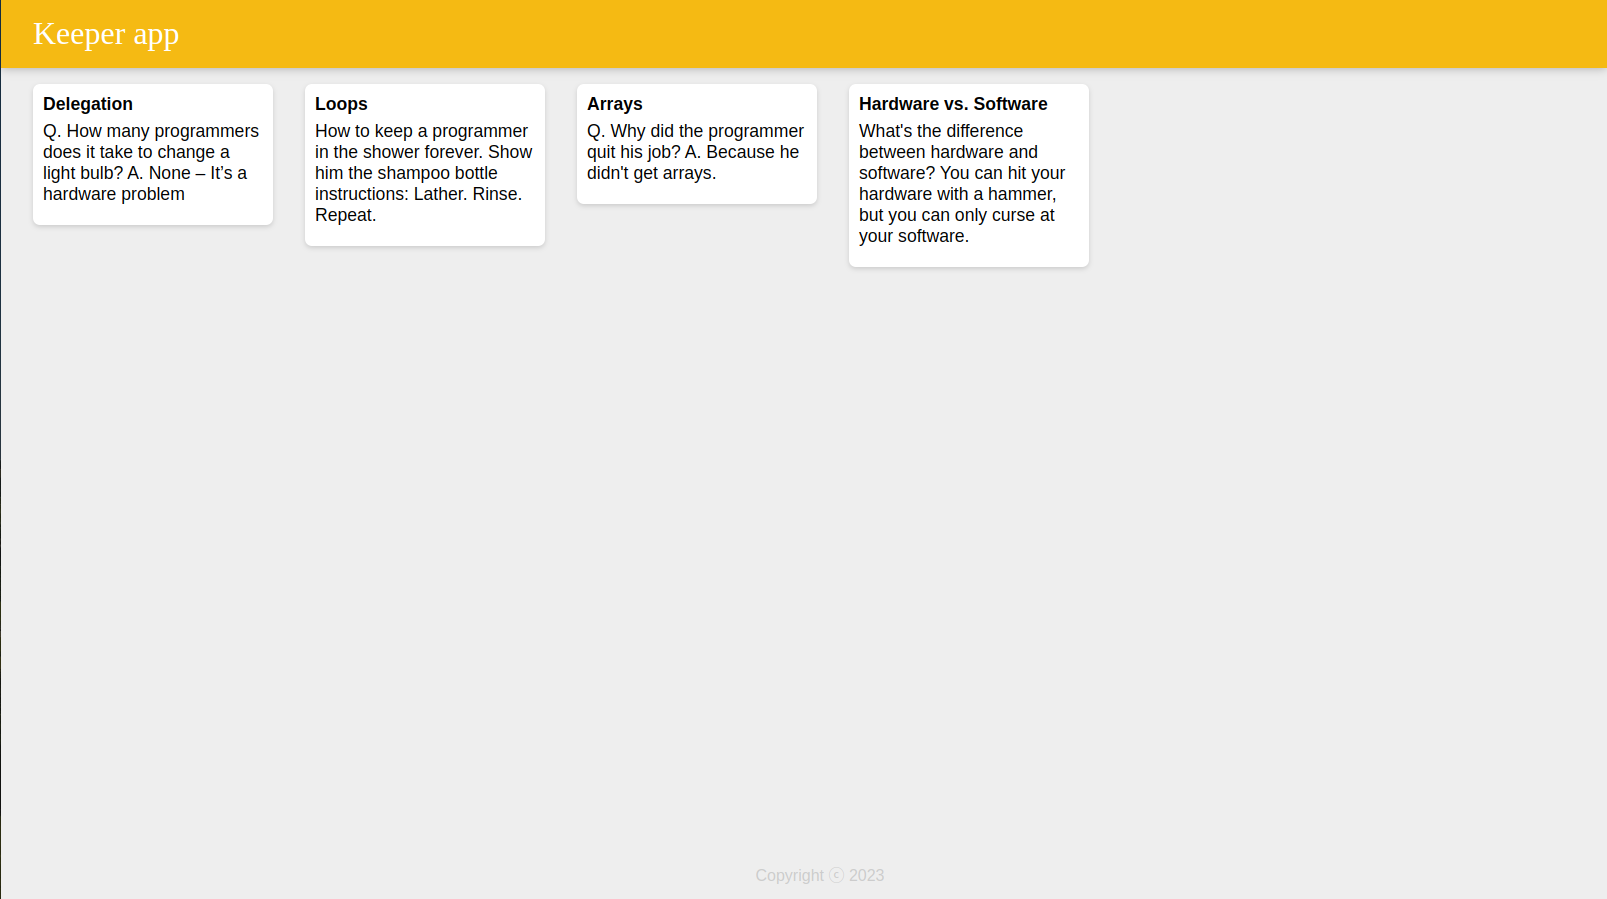 Keeper app
Delegation
Q. How many programmers
does it take to change a
light bulb? A. None – It’s a
hardware problem
Loops
How to keep a programmer
in the shower forever. Show
him the shampoo bottle
instructions: Lather. Rinse.
Repeat.
Arrays
Q. Why did the programmer
quit his job? A. Because he
didn't get arrays.
Hardware vs. Software
What's the difference
between hardware and
software? You can hit your
hardware with a hammer,
but you can only curse at
your software.
Copyright ⓒ 2023